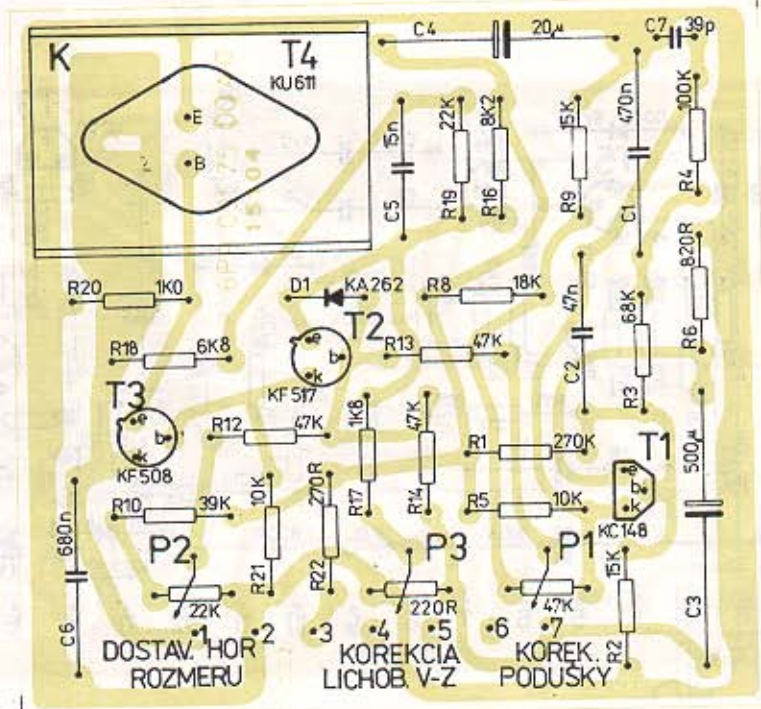 C4
20µ
C7
39p
K
T4
KU611
E
B
15n
C5
22K
R19
8K2
R16
15K
R9
470n
C1
100K
R4
820R
R6
R20
1K0
D1
KA262
R8
18K
47n
C2
68K
R3
T2
e
b
k
KF517
R13
47K
R18
6K8
T3
e
b
k
KF508
R12
47K
1K8
R17
47K
R14
R1
270K
T1
e
b
k
KC148
500µ
C3
R10
39K
10K
R21
270R
R22
R5
10K
680n
C6
P2
22K
P3
220R
P1
47K
15K
R2
1
2
3
4
5
6
7
DOSTAV. HOR
ROZMERU
KOREKCIA
LICHOB. V-Z
KOREK.
PODUŠKY